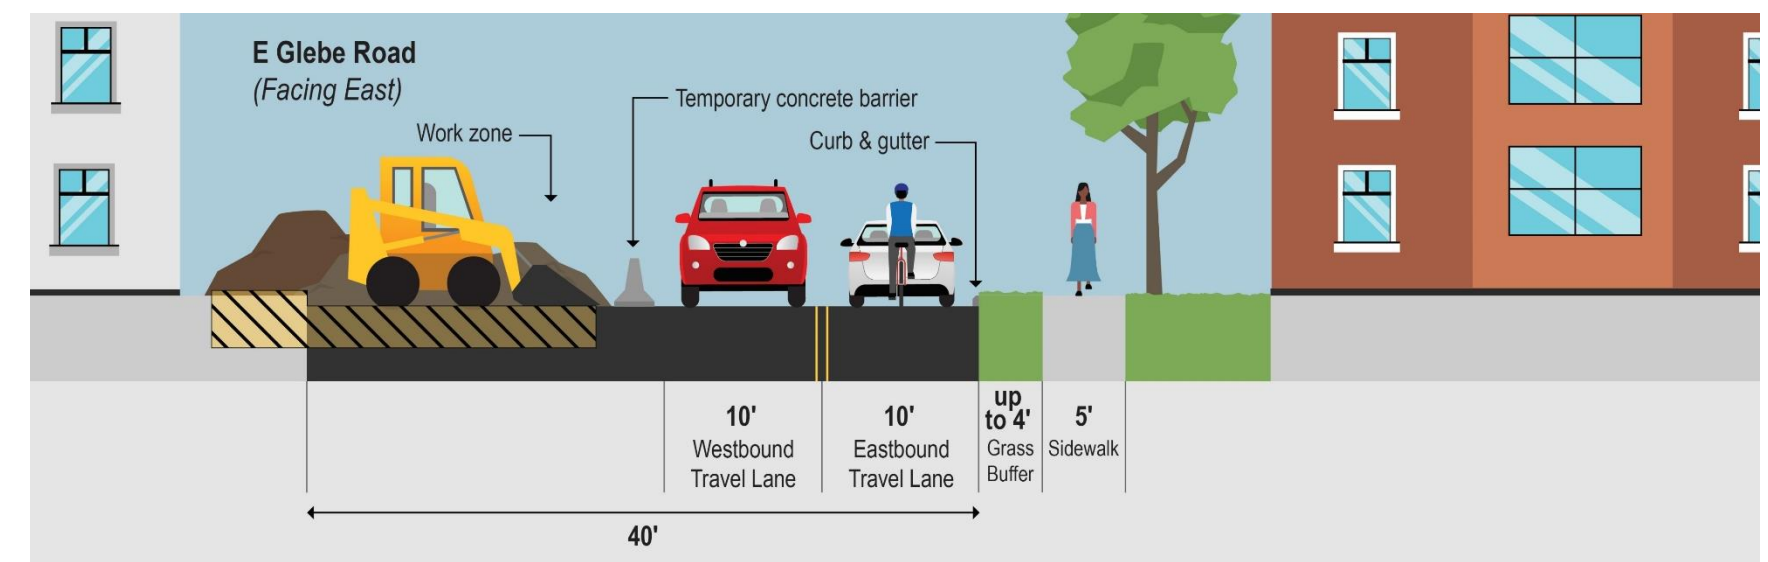 E Glebe Road
(Facing East)
Work zone
Temporary concrete barrier
Curb & gutter
10'
Westbound
Travel Lane
10'
Eastbound
Travel Lane
up
to 4'
Grass
Buffer
5'
Sidewalk
40'